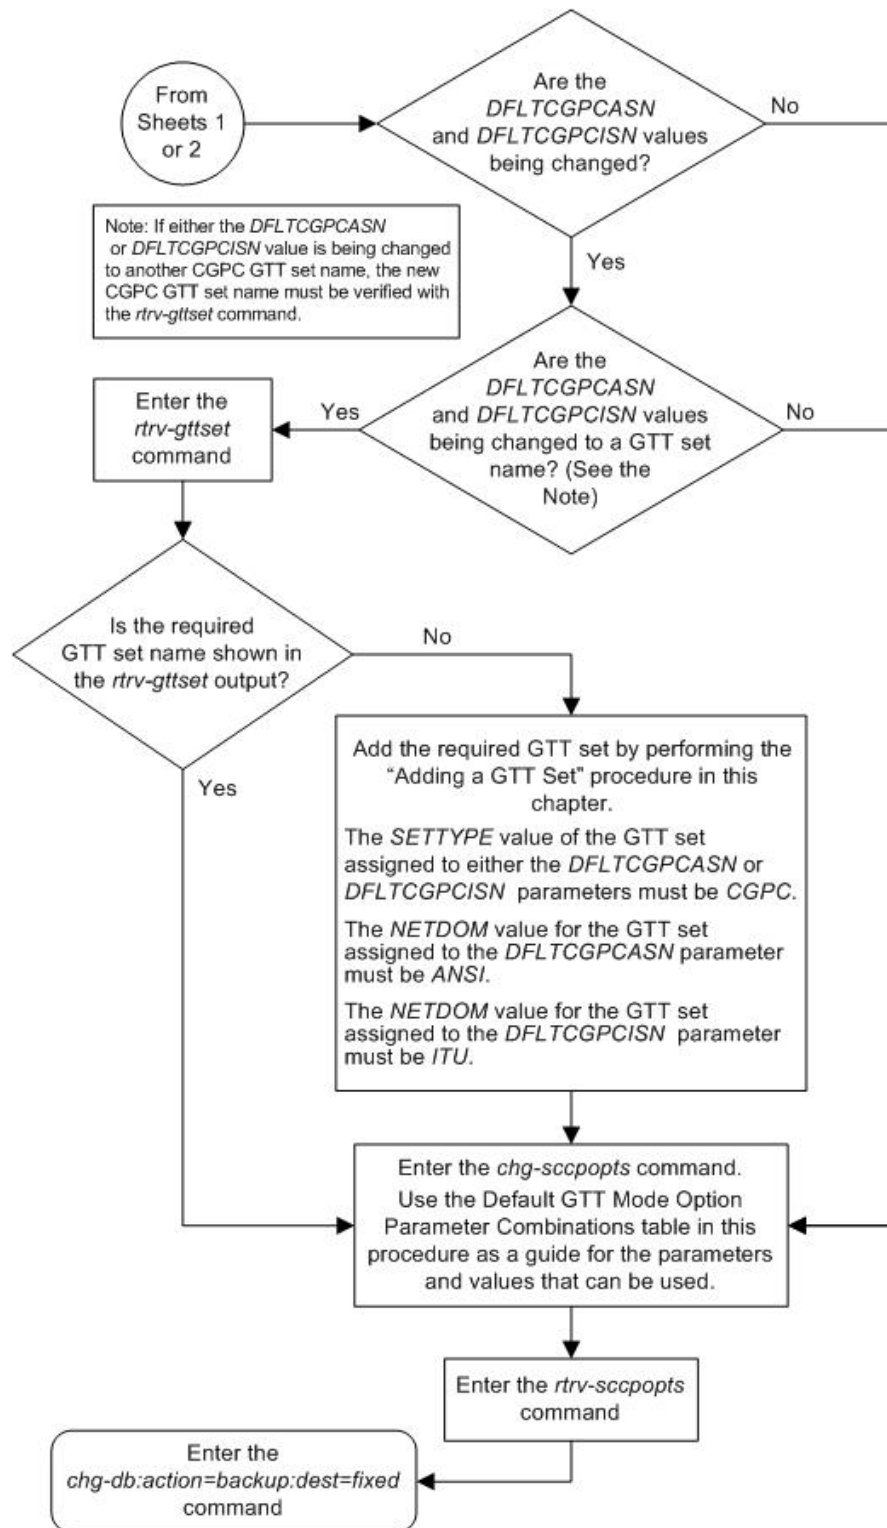 From
Sheets 1
or 2
Are the
DFLTCGPCASN
and DFLTCGPCISN values
being changed?
No
Yes
Note: If either the DFLTCGPCASN
or DFLTCGPCISN value is being changed
to another CGPC GTT set name, the new
CGPC GTT set name must be verified with
the rtrv-gttset command.
Are the
DFLTCGPCASN
and DFLTCGPCISN values
being changed to a GTT set
name? (See the
Note)
No
Yes
Enter the
rtrv-gttset
command
Is the required
GTT set name shown in
the rtrv-gttset output?
No
Yes
Add the required GTT set by performing the
“Adding a GTT Set” procedure in this
chapter.
The SETTYPE value of the GTT set
assigned to either the DFLTCGPCASN or
DFLTCGPCISN parameters must be CGPC.
The NETDOM value for the GTT set
assigned to the DFLTCGPCASN parameter
must be ANSI.
The NETDOM value for the GTT set
assigned to the DFLTCGPCISN parameter
must be ITU.
Enter the chg-sccpopts command.
Use the Default GTT Mode Option
Parameter Combinations table in this
procedure as a guide for the parameters
and values that can be used.
Enter the rtrv-sccpopts
command
Enter the
chg-db:action=backup:dest=fixed
command